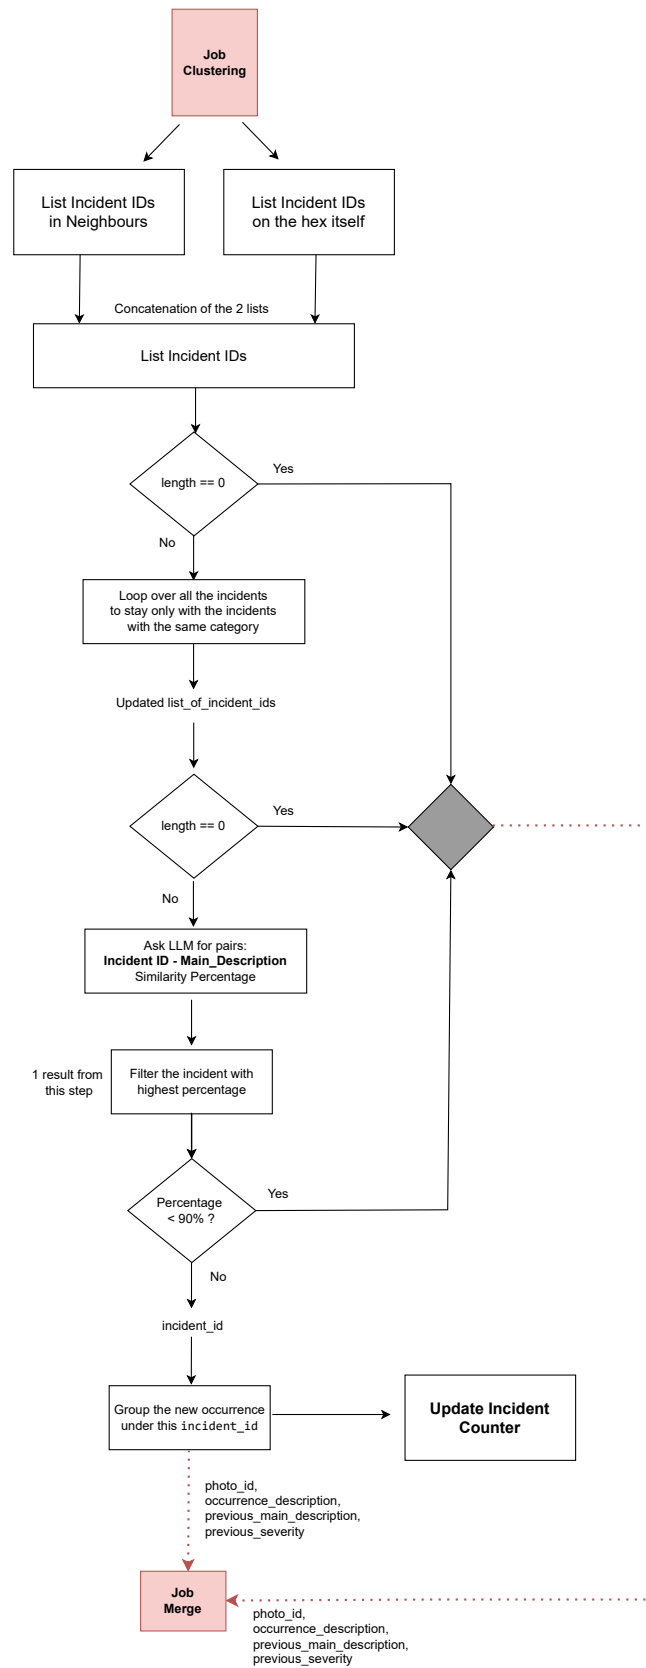 Job
Clustering
List Incident IDs
in Neighbours
List Incident IDs
on the hex itself
Concatenation of the 2 lists
List Incident IDs
length == 0
Yes
No
Loop over all the incidents
to stay only with the incidents
with the same category
Updated list_of_incident_ids
length == 0
Yes
No
Ask LLM for pairs:
Incident ID - Main_Description
Similarity Percentage
1 result from
this step
Filter the incident with
highest percentage
Percentage
< 90% ?
Yes
No
incident_id
Group the new occurrence
under this incident_id
Update Incident
Counter
photo_id,
occurrence_description,
previous_main_description,
previous_severity
Job
Merge
photo_id,
occurrence_description,
previous_main_description,
previous_severity